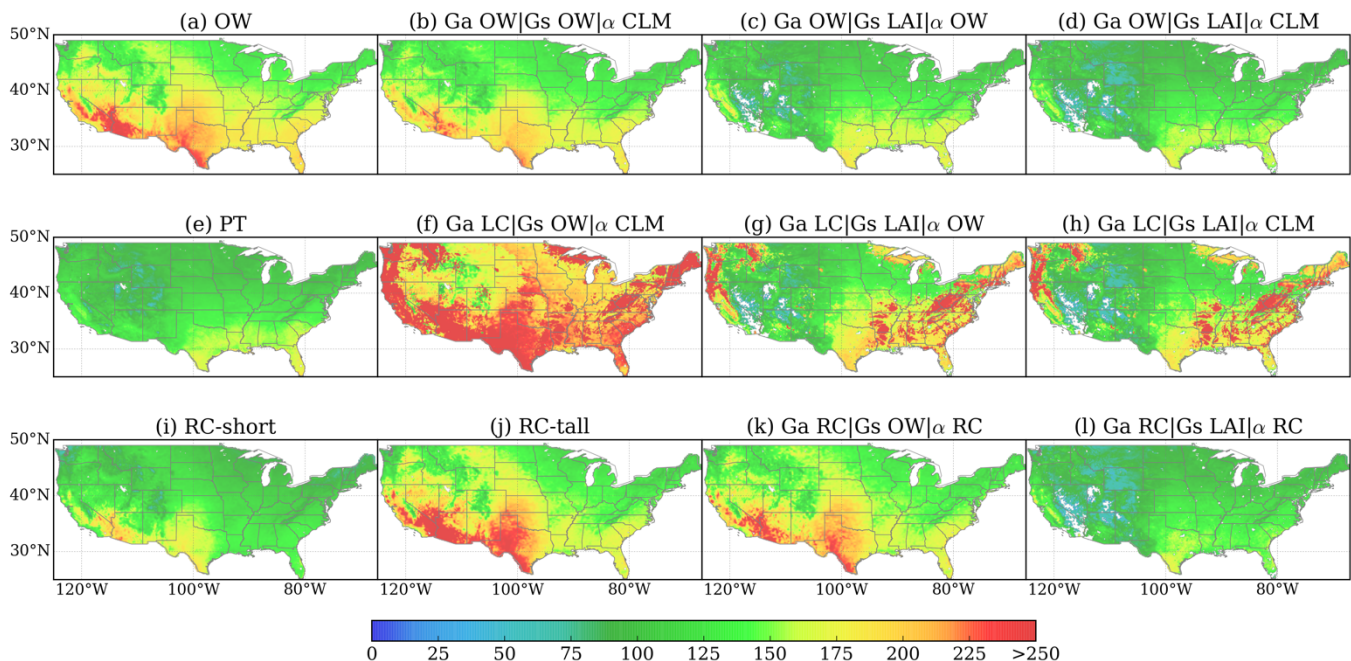 (a) OW
(b) Ga OW|Gs OW|α CLM
(c) Ga OW|Gs LAI|α OW
(d) Ga OW|Gs LAI|α CLM
50°N
40°N
30°N
(e) PT
(f) Ga LC|Gs OW|α CLM
(g) Ga LC|Gs LAI|α OW
(h) Ga LC|Gs LAI|α CLM
50°N
40°N
30°N
(i) RC-short
(j) RC-tall
(k) Ga RC|Gs OW|α RC
(l) Ga RC|Gs LAI|α RC
50°N
40°N
30°N
120°W 100°W 80°W
120°W 100°W 80°W
120°W 100°W 80°W
120°W 100°W 80°W
0 25 50 75 100 125 150 175 200 225 >250